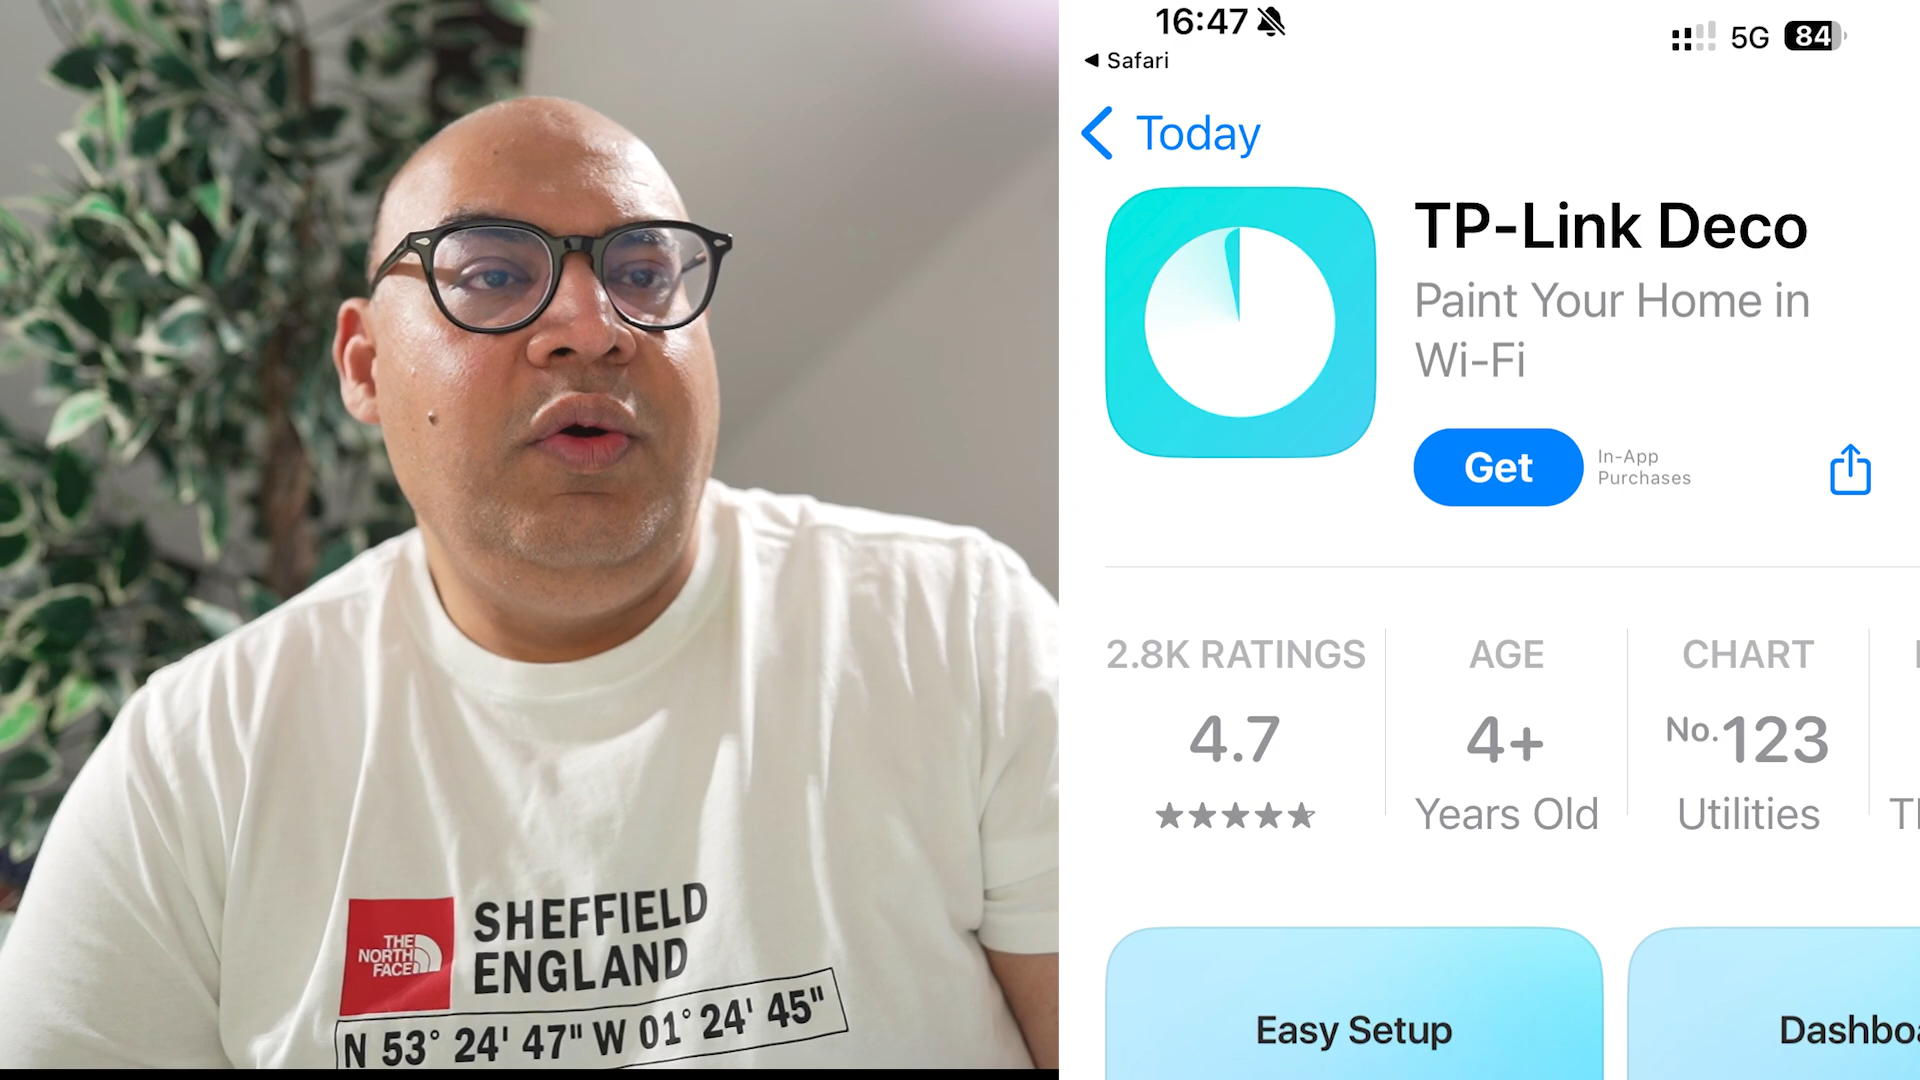 THE
NORTH
FACE
SHEFFIELD
ENGLAND
N 53° 24' 47" W 01° 24' 45"
16:47
5G
84
Safari
Today
TP-Link Deco
Paint Your Home in
Wi-Fi
Get
In-App
Purchases
2.8K RATINGS
4.7
AGE
4+
Years Old
CHART
No.123
Utilities
Easy Setup